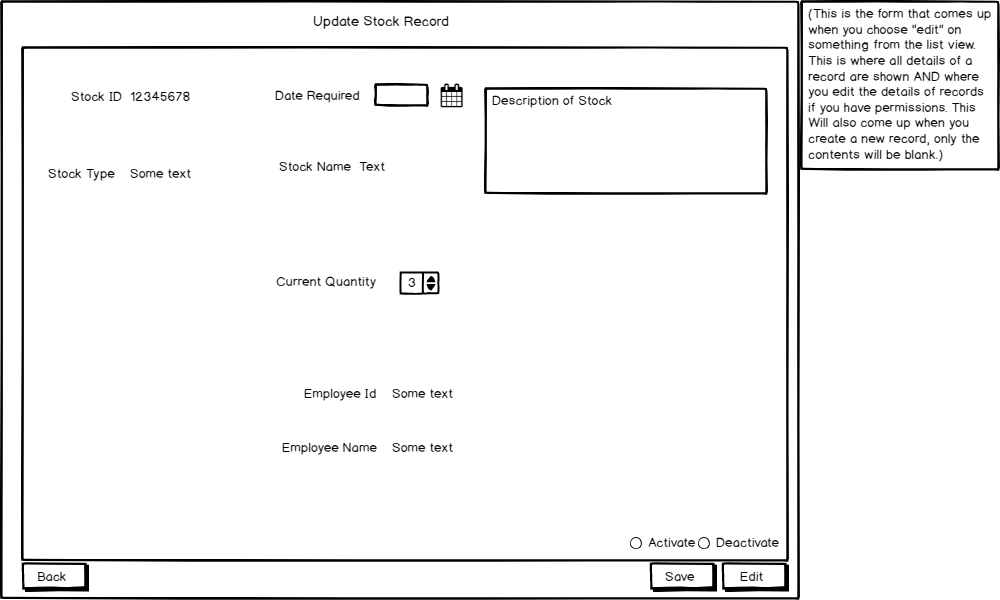 Update Stock Record
(This is the form that comes up
when you choose "edit" on
something from the list view.
This is where all details of a
record are shown AND where
you edit the details of records
if you have permissions. This
Will also come up when you
create a new record, only the
contents will be blank.)
Stock ID 12345678
Date Required
Description of Stock
Stock Type Some text
Stock Name Text
Current Quantity 3
Employee Id Some text
Employee Name Some text
Activate Deactivate
Back Save Edit